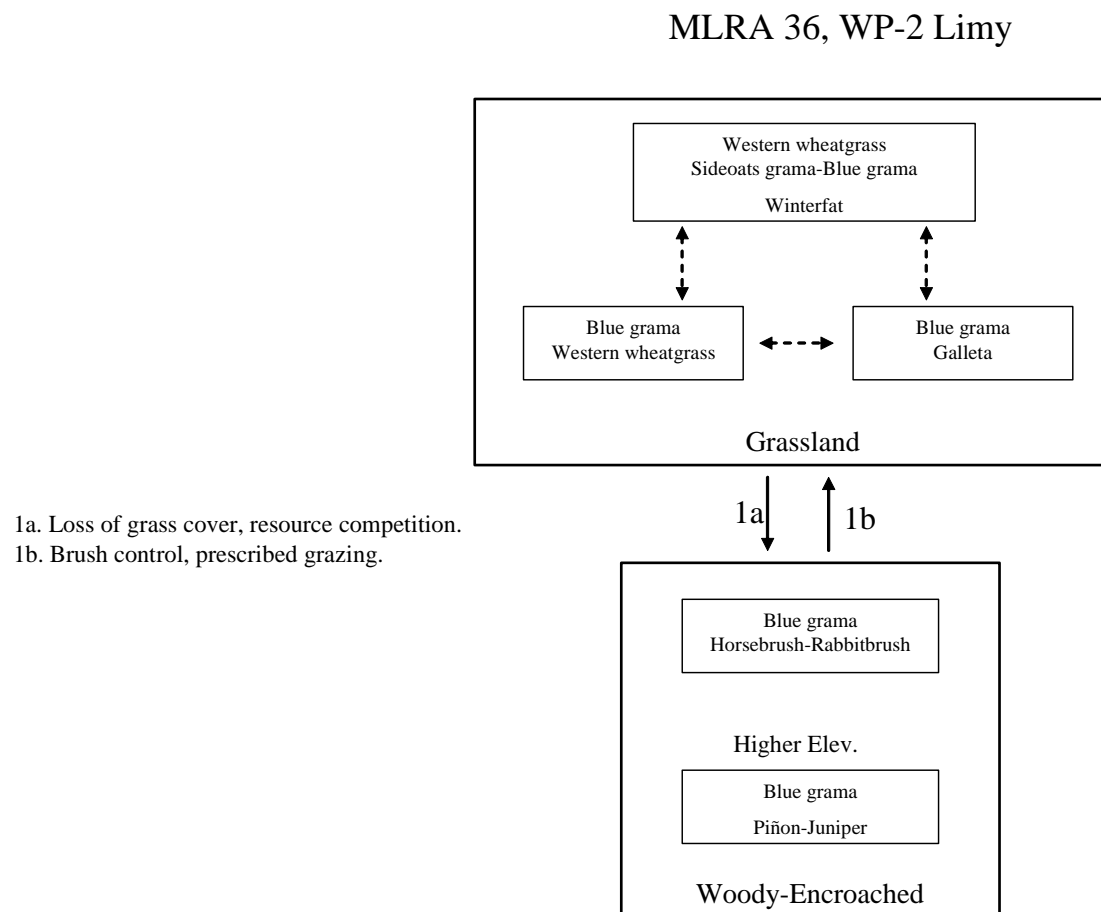 MLRA 36, WP-2 Limy
Western wheatgrass
Sideoats grama-Blue grama
Winterfat
Blue grama
Western wheatgrass
Blue grama
Galleta
Grassland
1a
1b
1a. Loss of grass cover, resource competition.
1b. Brush control, prescribed grazing.
Blue grama
Horsebrush-Rabbitbrush
Higher Elev.
Blue grama
Piñon-Juniper
Woody-Encroached